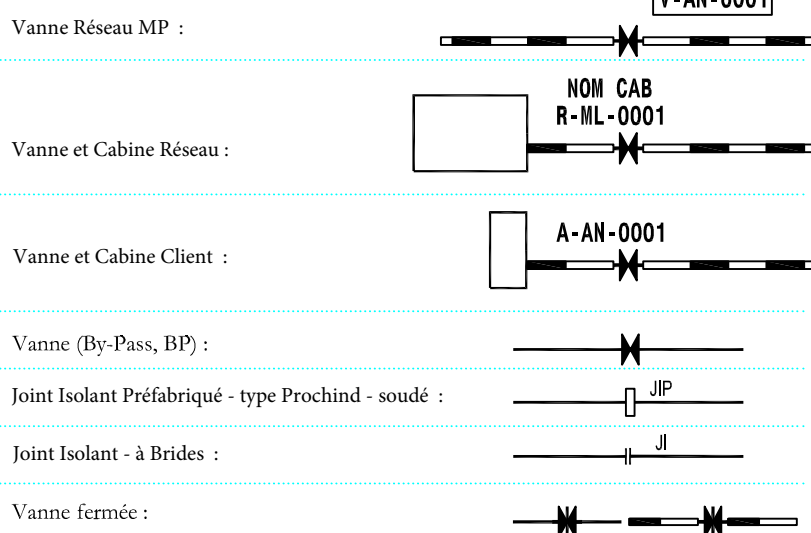 V-AN-0001
Vanne Réseau MP :
NOM CAB
R-ML-0001
Vanne et Cabine Réseau :
A-AN-0001
Vanne et Cabine Client :
Vanne (By-Pass, BP) :
Joint Isolant Préfabriqué - type Prochind - soudé : JIP
Joint Isolant - à Brides : JI
Vanne fermée :